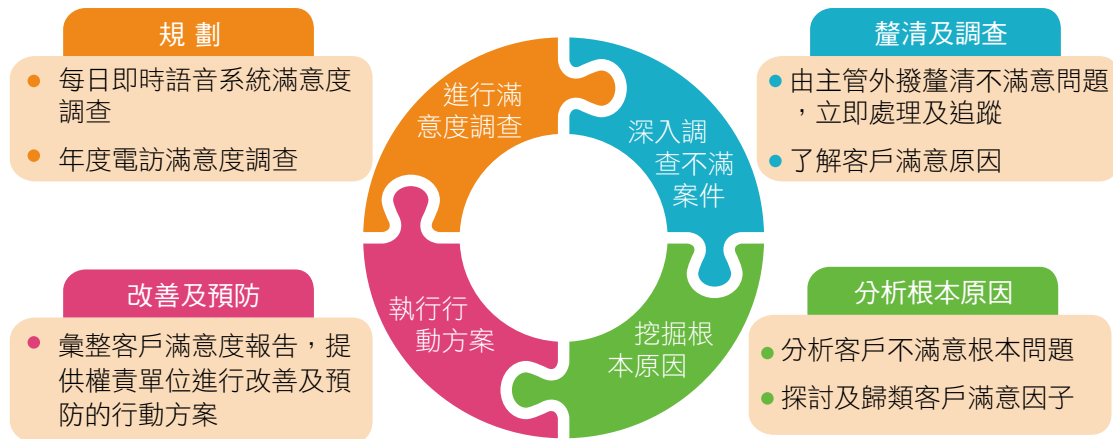 規 劃
每日即時語音系統滿意度
調查
年度電訪滿意度調查
進行滿
意度調查
釐清及調查
由主管外撥釐清不滿意問題
，立即處理及追蹤
了解客戶滿意原因
深入調
查不滿
案件
改善及預防
彙整客戶滿意度報告，提
供權責單位進行改善及預
防的行動方案
執行行
動方案
挖掘根
本原因
分析根本原因
分析客戶不滿意根本問題
探討及歸類客戶滿意因子